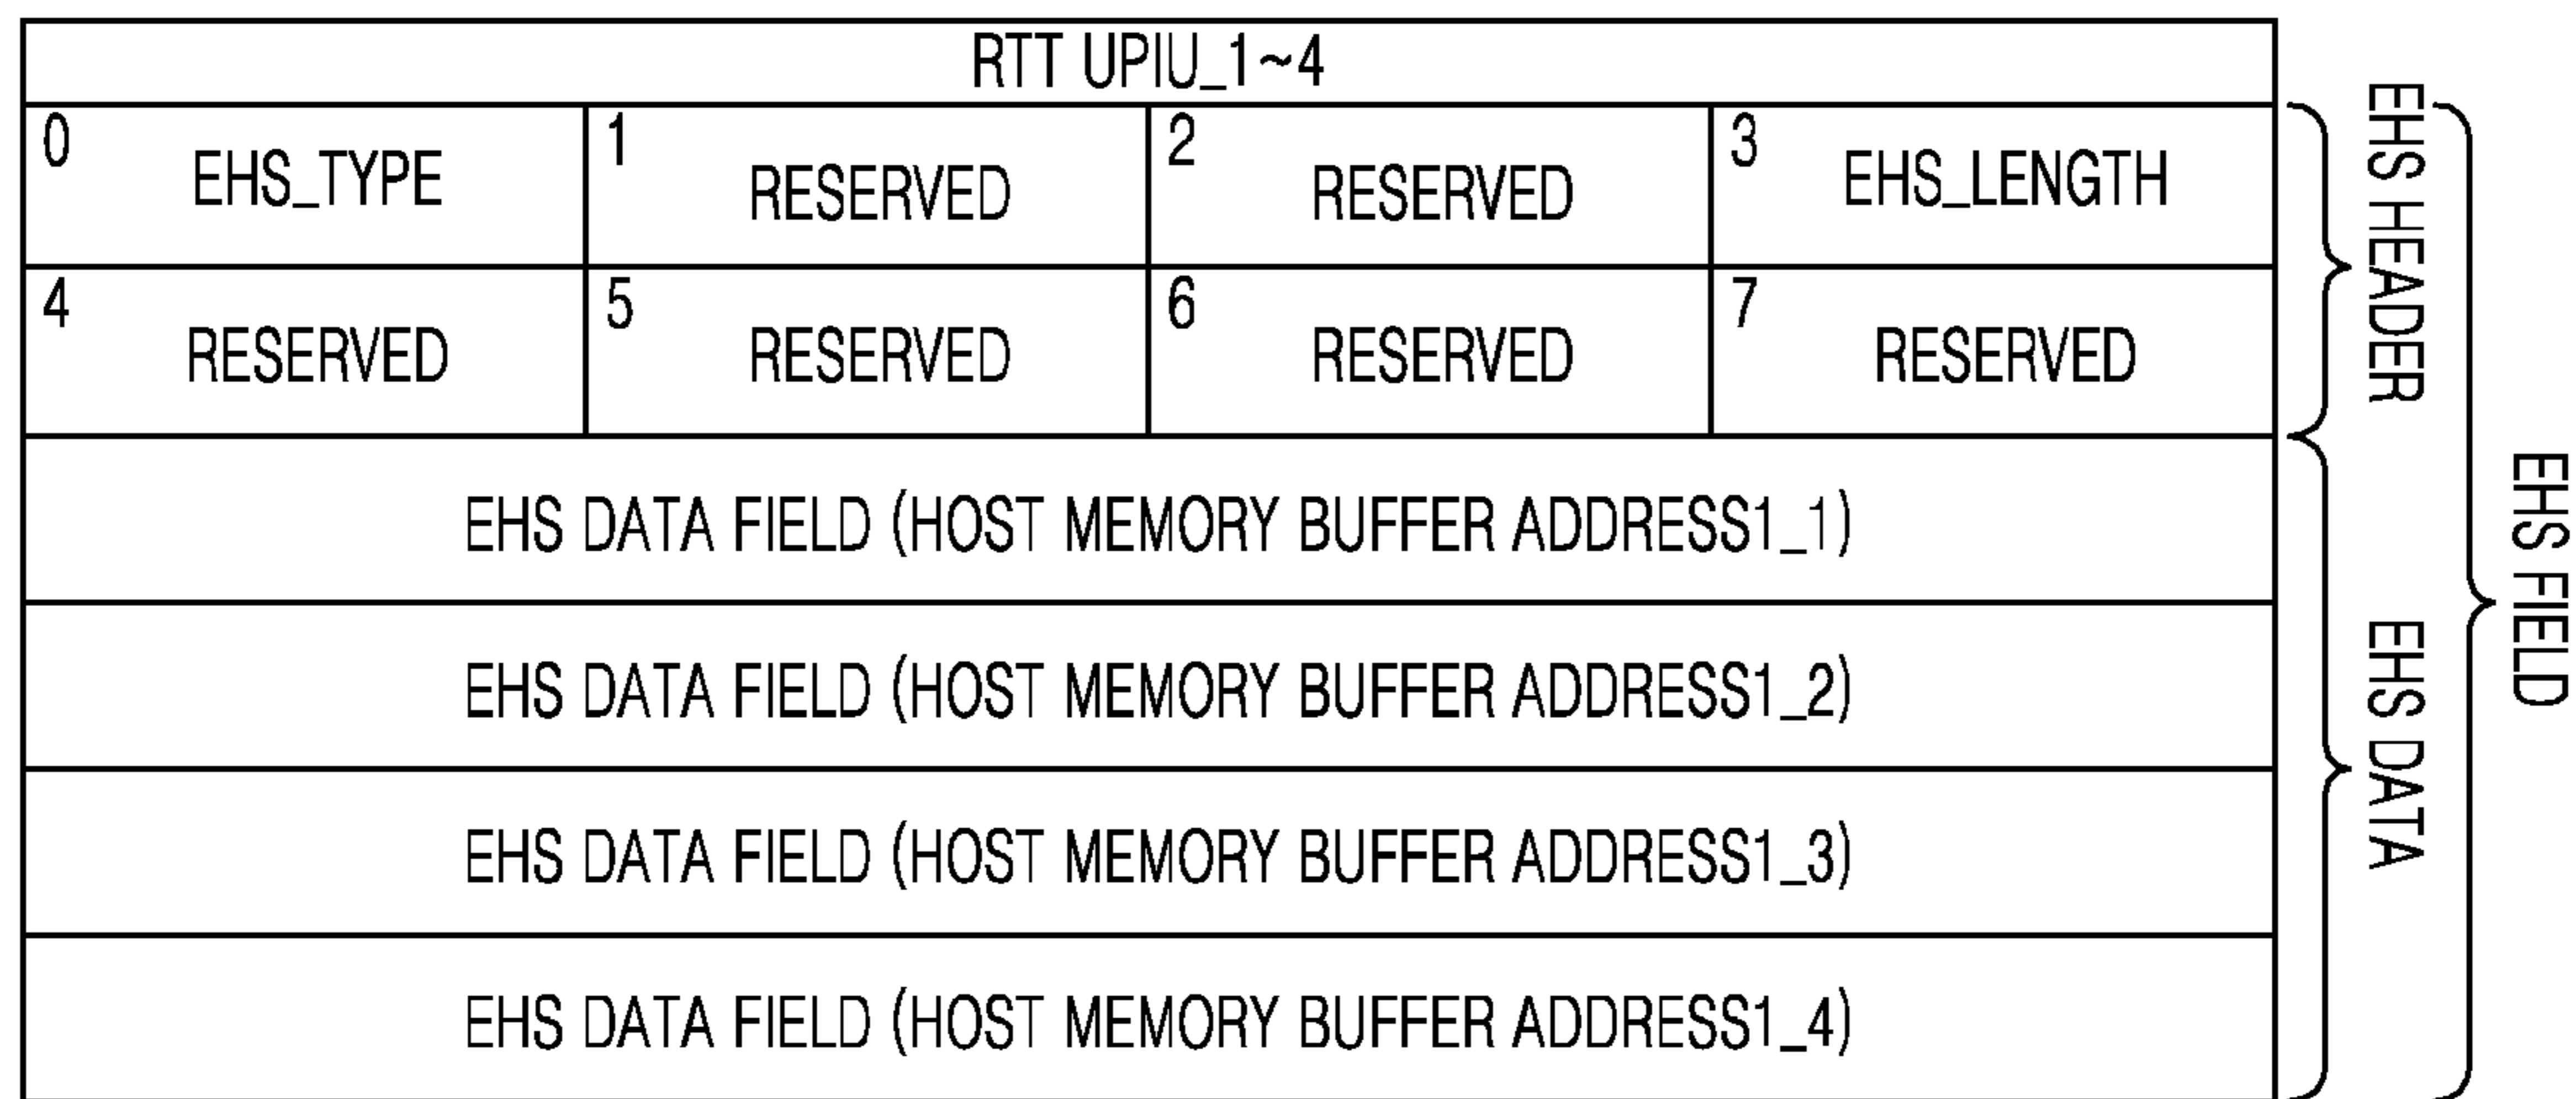 RTT UPIU_1~4
0 EHS_TYPE 1 RESERVED 2 RESERVED 3 EHS_LENGTH
4 RESERVED 5 RESERVED 6 RESERVED 7 RESERVED
EHS DATA FIELD (HOST MEMORY BUFFER ADDRESS1_1)
EHS DATA FIELD (HOST MEMORY BUFFER ADDRESS1_2)
EHS DATA FIELD (HOST MEMORY BUFFER ADDRESS1_3)
EHS DATA FIELD (HOST MEMORY BUFFER ADDRESS1_4)
EHS HEADER
EHS DATA
EHS FIELD